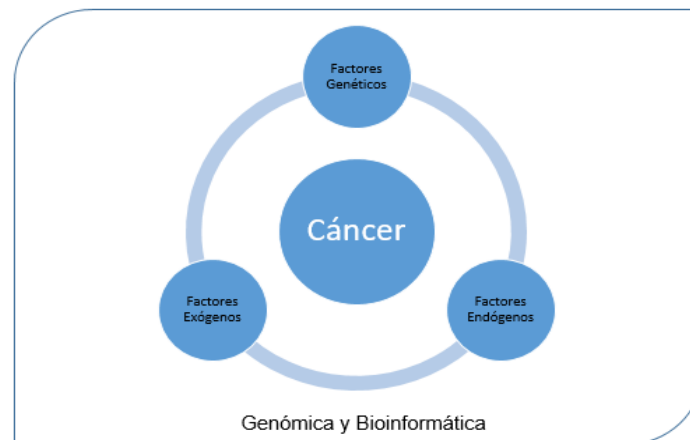 Factores
Genéticos
Cáncer
Factores
Exógenos
Factores
Endógenos
Genómica y Bioinformática